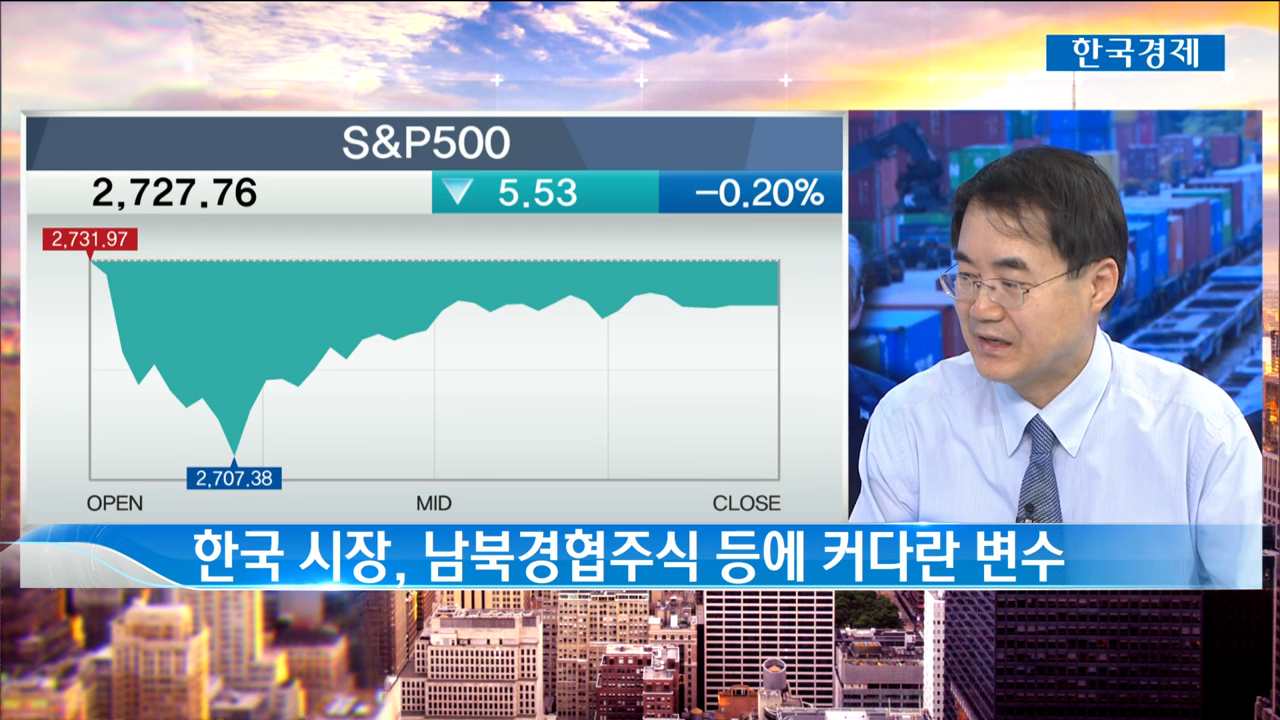 한국경제
S&P500
2,727.76 ▼ 5.53 -0.20%
2,731.97
2,707.38
OPEN MID CLOSE
한국 시장, 남북경협주식 등에 커다란 변수